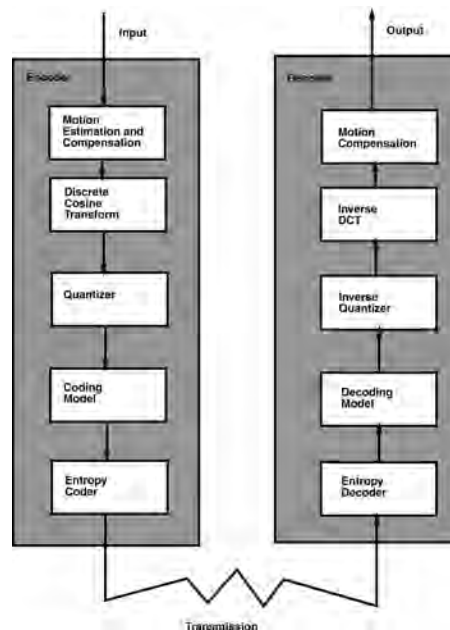 Input
Encoder
Motion
Estimation and
Compensation
Discrete
Cosine
Transform
Quantizer
Coding
Model
Entropy
Coder
Transmission
Output
Decoder
Motion
Compensation
Inverse
DCT
Inverse
Quantizer
Decoding
Model
Entropy
Decoder